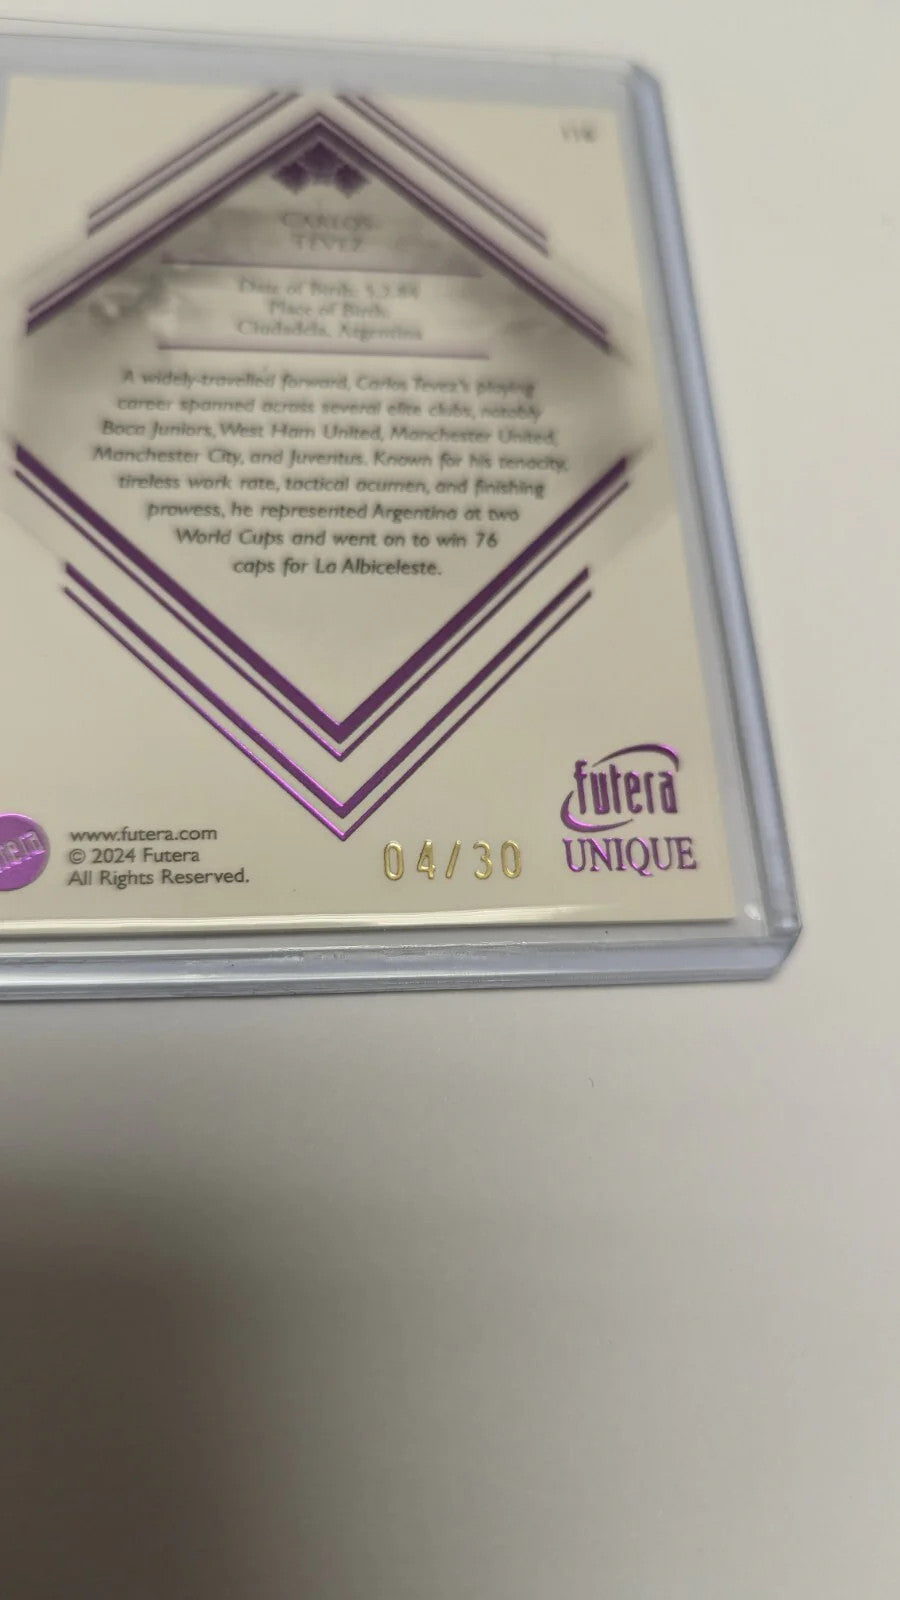 CARLOS
TEVEZ
Date of Birth: 5.2.84
Place of Birth:
Ciudadela, Argentina
A widely-travelled forward, Carlos Tevez's playing
career spanned across several elite clubs, notably
Boca Juniors, West Ham United, Manchester United,
Manchester City, and Juventus. Known for his tenacity,
tireless work rate, tactical acumen, and finishing
prowess, he represented Argentina at two
World Cups and went on to win 76
caps for La Albiceleste.
www.futera.com
© 2024 Futera
All Rights Reserved.
04/30
futera
UNIQUE